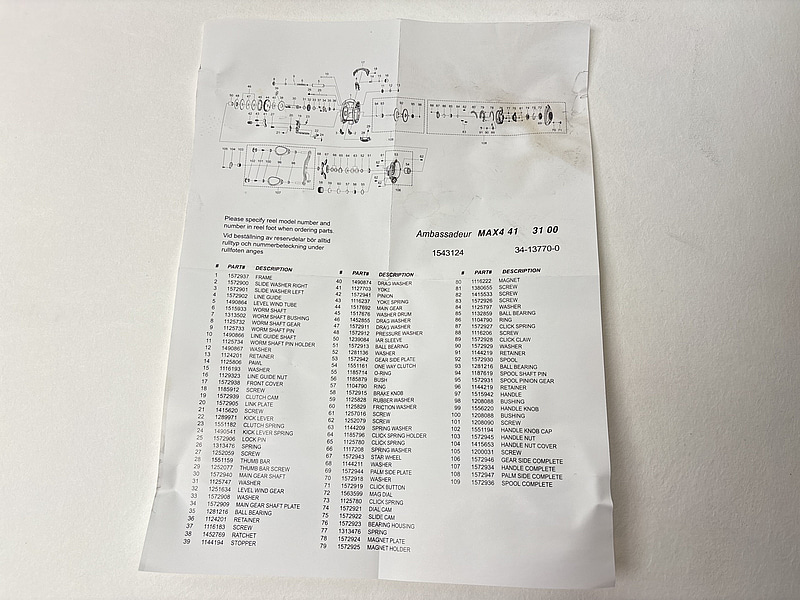 Please specify reel model number and
number in reel foot when ordering parts.
Vid beställning av reservdelar bör alltid
rulltyp och nummerbeteckning under
rullfoten anges
Ambassadeur MAX4 41 31 00
1543124 34-13770-0
# PART# DESCRIPTION
1 1572937 FRAME
2 1572900 SLIDE WASHER RIGHT
3 1572901 SLIDE WASHER LEFT
4 1572902 LINE GUIDE
5 1490864 LEVEL WIND TUBE
6 1515933 WORM SHAFT
7 1313502 WORM SHAFT BUSHING
8 1125732 WORM SHAFT GEAR
9 1125733 WORM SHAFT PIN
10 1490866 LINE GUIDE SHAFT
11 1125734 WORM SHAFT PIN HOLDER
12 1490867 WASHER
13 1124201 RETAINER
14 1125806 PAWL
15 1116193 WASHER
16 1129323 LINE GUIDE NUT
17 1572938 FRONT COVER
18 1185912 SCREW
19 1572939 CLUTCH CAM
20 1572905 LINK PLATE
21 1415620 SCREW
22 1289971 KICK LEVER
23 1551182 CLUTCH SPRING
24 1490541 KICK LEVER SPRING
25 1572906 LOCK PIN
26 1313476 SPRING
27 1252059 SCREW
28 1551159 THUMB BAR
29 1252077 THUMB BAR SCREW
30 1572940 MAIN GEAR SHAFT
31 1125747 WASHER
32 1251634 LEVEL WIND GEAR
33 1572908 WASHER
34 1572909 MAIN GEAR SHAFT PLATE
35 1281216 BALL BEARING
36 1124201 RETAINER
37 1116183 SCREW
38 1452769 RATCHET
39 1144194 STOPPER
# PART# DESCRIPTION
40 1490874 DRAG WASHER
41 1127703 YOKE
42 1572941 PINION
43 1116237 YOKE SPRING
44 1517692 MAIN GEAR
45 1517676 WASHER DRUM
46 1452855 DRAG WASHER
47 1572911 DRAG WASHER
48 1572912 PRESSURE WASHER
50 1239084 IAR SLEEVE
51 1572913 BALL BEARING
52 1281136 WASHER
53 1572942 GEAR SIDE PLATE
54 1551161 ONE WAY CLUTCH
55 1185714 O-RING
56 1185879 BUSH
57 1104790 RING
58 1572915 BRAKE KNOB
59 1125828 RUBBER WASHER
60 1125829 FRICTION WASHER
61 1257016 SCREW
62 1252079 SCREW
63 1144209 SPRING WASHER
64 1185796 CLICK SPRING HOLDER
65 1125780 CLICK SPRING
66 1117208 SPRING WASHER
67 1572943 STAR WHEEL
68 1144211 WASHER
69 1572944 PALM SIDE PLATE
70 1572918 WASHER
71 1572919 CLICK BUTTON
72 1563599 MAG DIAL
73 1125780 CLICK SPRING
74 1572921 DIAL CAM
75 1572922 SLIDE CAM
76 1572923 BEARING HOUSING
77 1313476 SPRING
78 1572924 MAGNET PLATE
79 1572925 MAGNET HOLDER
# PART# DESCRIPTION
80 1116222 MAGNET
81 1380655 SCREW
82 1415533 SCREW
83 1572926 SCREW
84 1125797 WASHER
85 1132859 BALL BEARING
86 1104790 RING
87 1572927 CLICK SPRING
88 1116206 SCREW
89 1572928 CLICK CLAW
90 1572929 WASHER
91 1144219 RETAINER
92 1572930 SPOOL
93 1281216 BALL BEARING
94 1187619 SPOOL SHAFT PIN
95 1572931 SPOOL PINION GEAR
96 1144219 RETAINER
97 1515942 HANDLE
98 1208088 BUSHING
99 1556220 HANDLE KNOB
100 1208088 BUSHING
101 1208090 SCREW
102 1551194 HANDLE KNOB CAP
103 1572945 HANDLE NUT
104 1415653 HANDLE NUT COVER
105 1200031 SCREW
106 1572946 GEAR SIDE COMPLETE
107 1572934 HANDLE COMPLETE
108 1572947 PALM SIDE COMPLETE
109 1572936 SPOOL COMPLETE